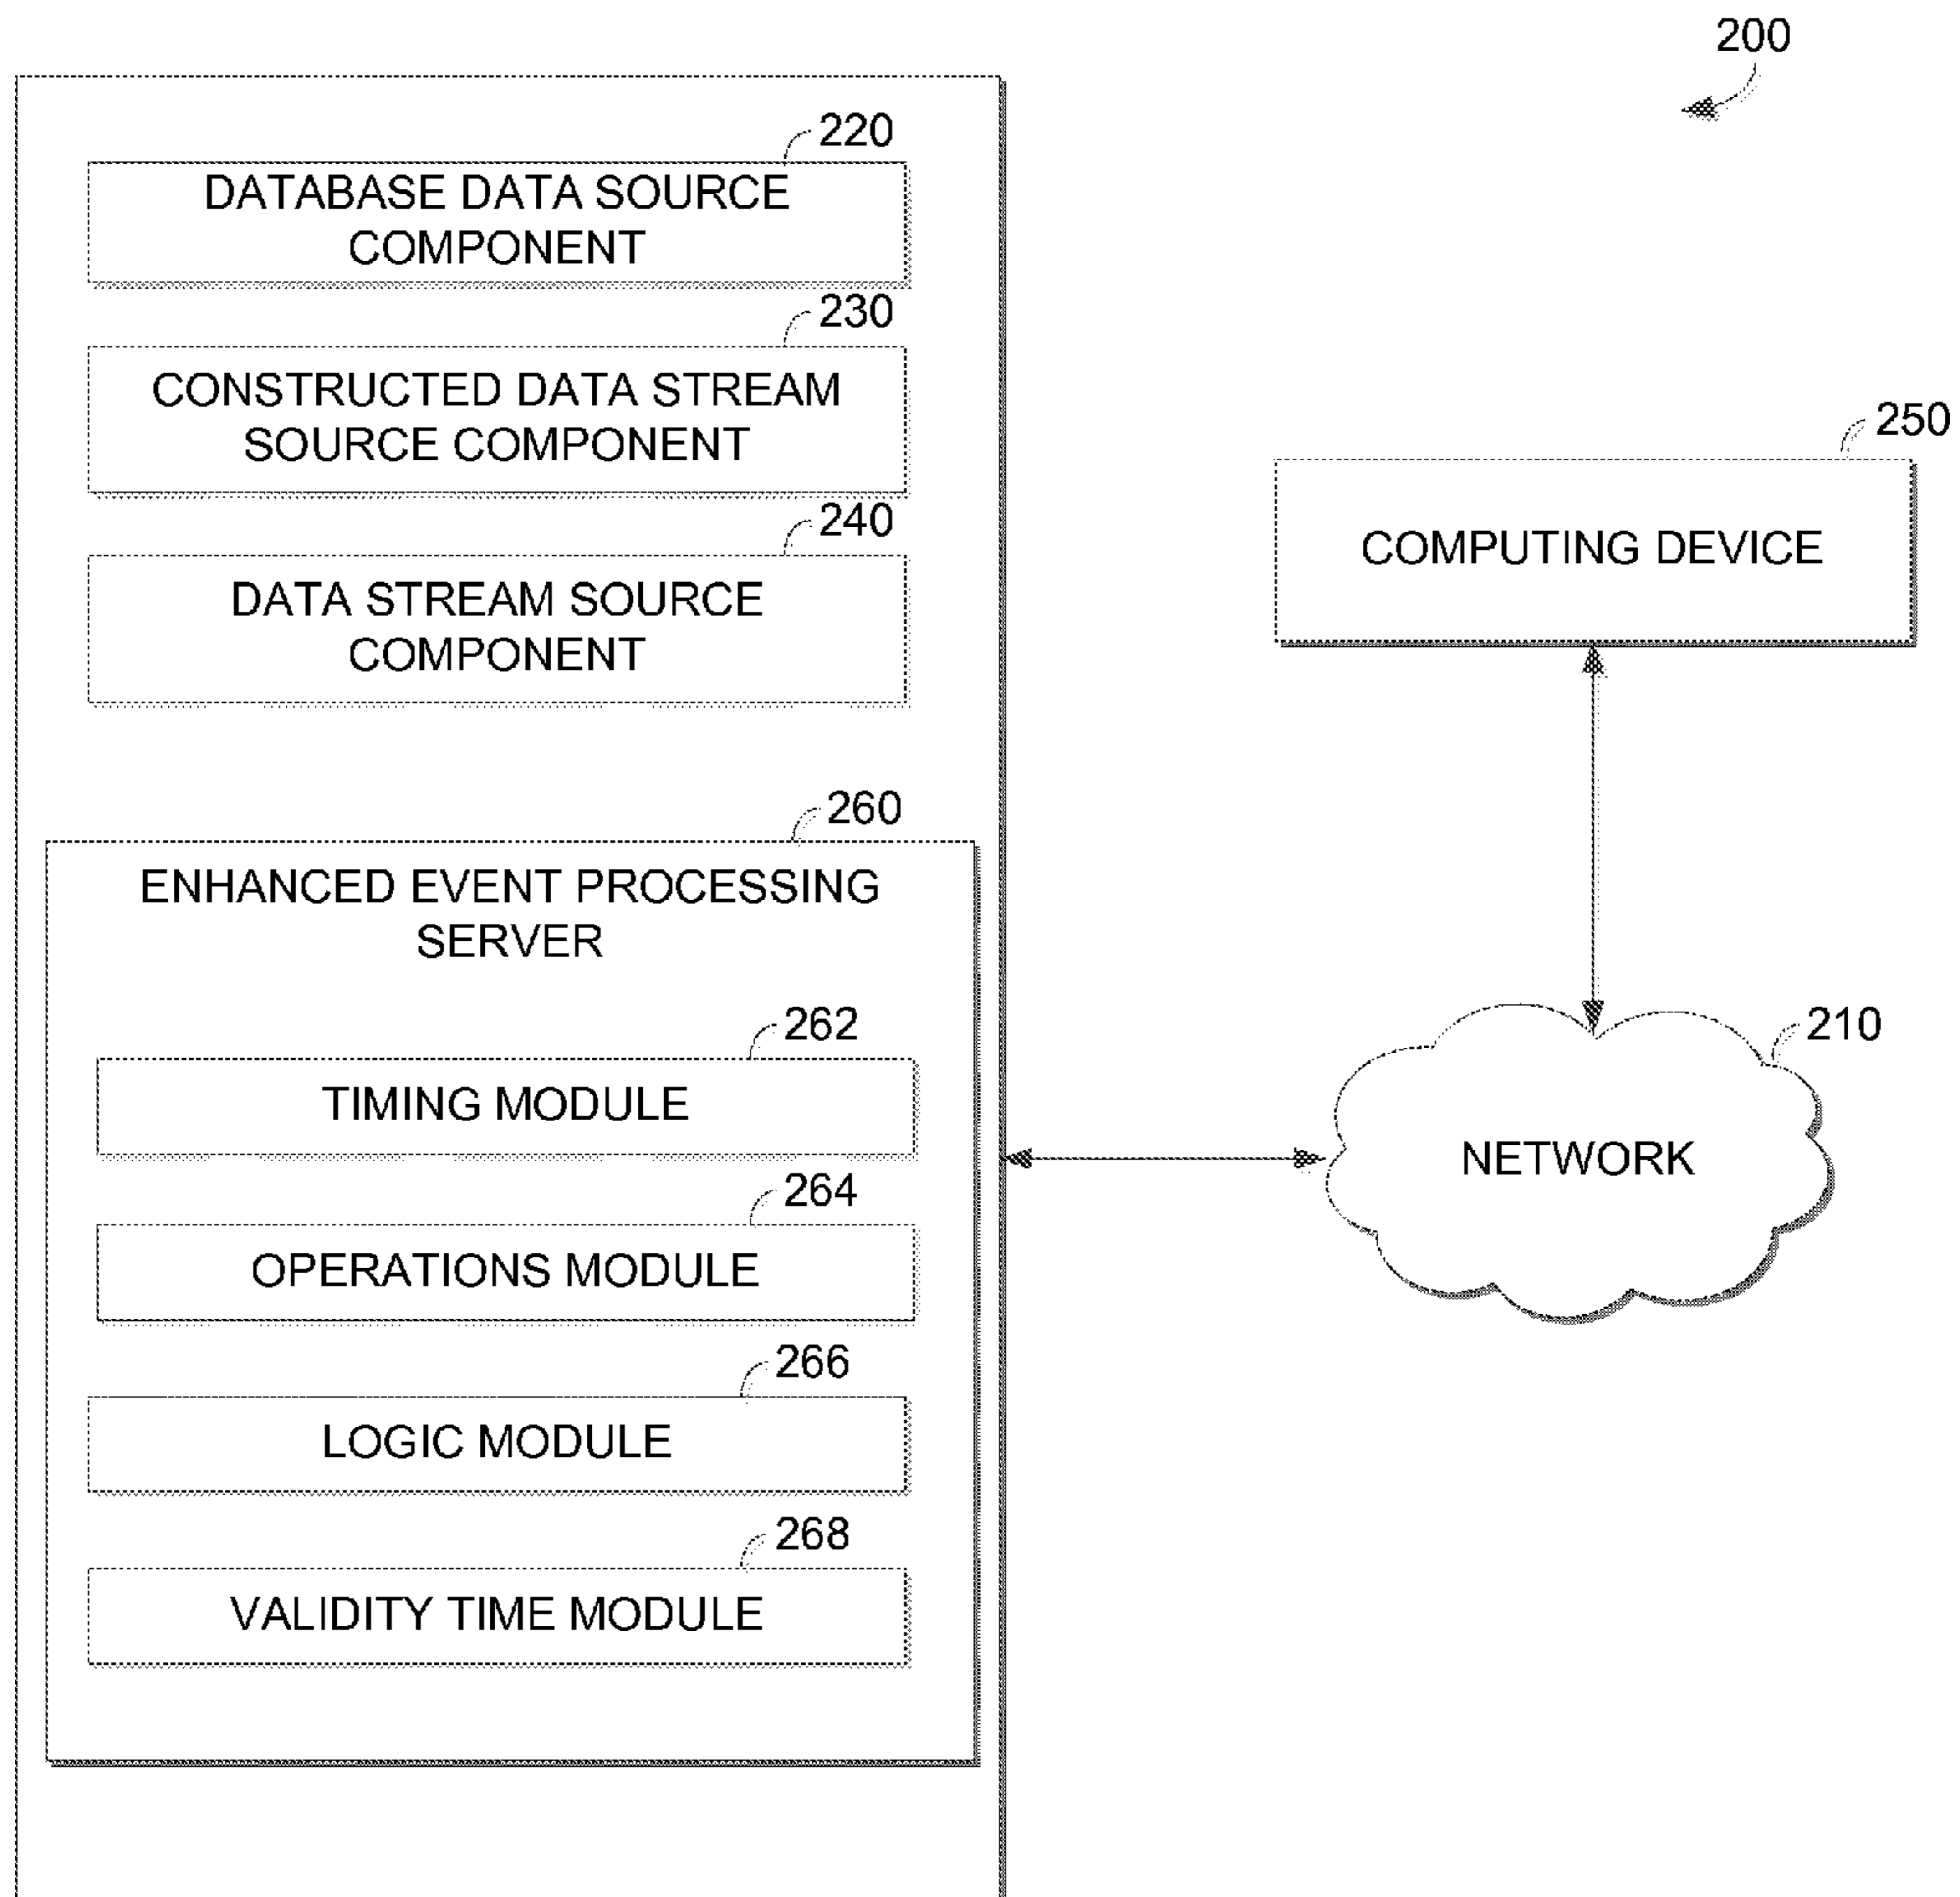 200
220
DATABASE DATA SOURCE
COMPONENT
230
CONSTRUCTED DATA STREAM
SOURCE COMPONENT
240
DATA STREAM SOURCE
COMPONENT
250
COMPUTING DEVICE
260
ENHANCED EVENT PROCESSING
SERVER
262
TIMING MODULE
264
OPERATIONS MODULE
266
LOGIC MODULE
268
VALIDITY TIME MODULE
210
NETWORK